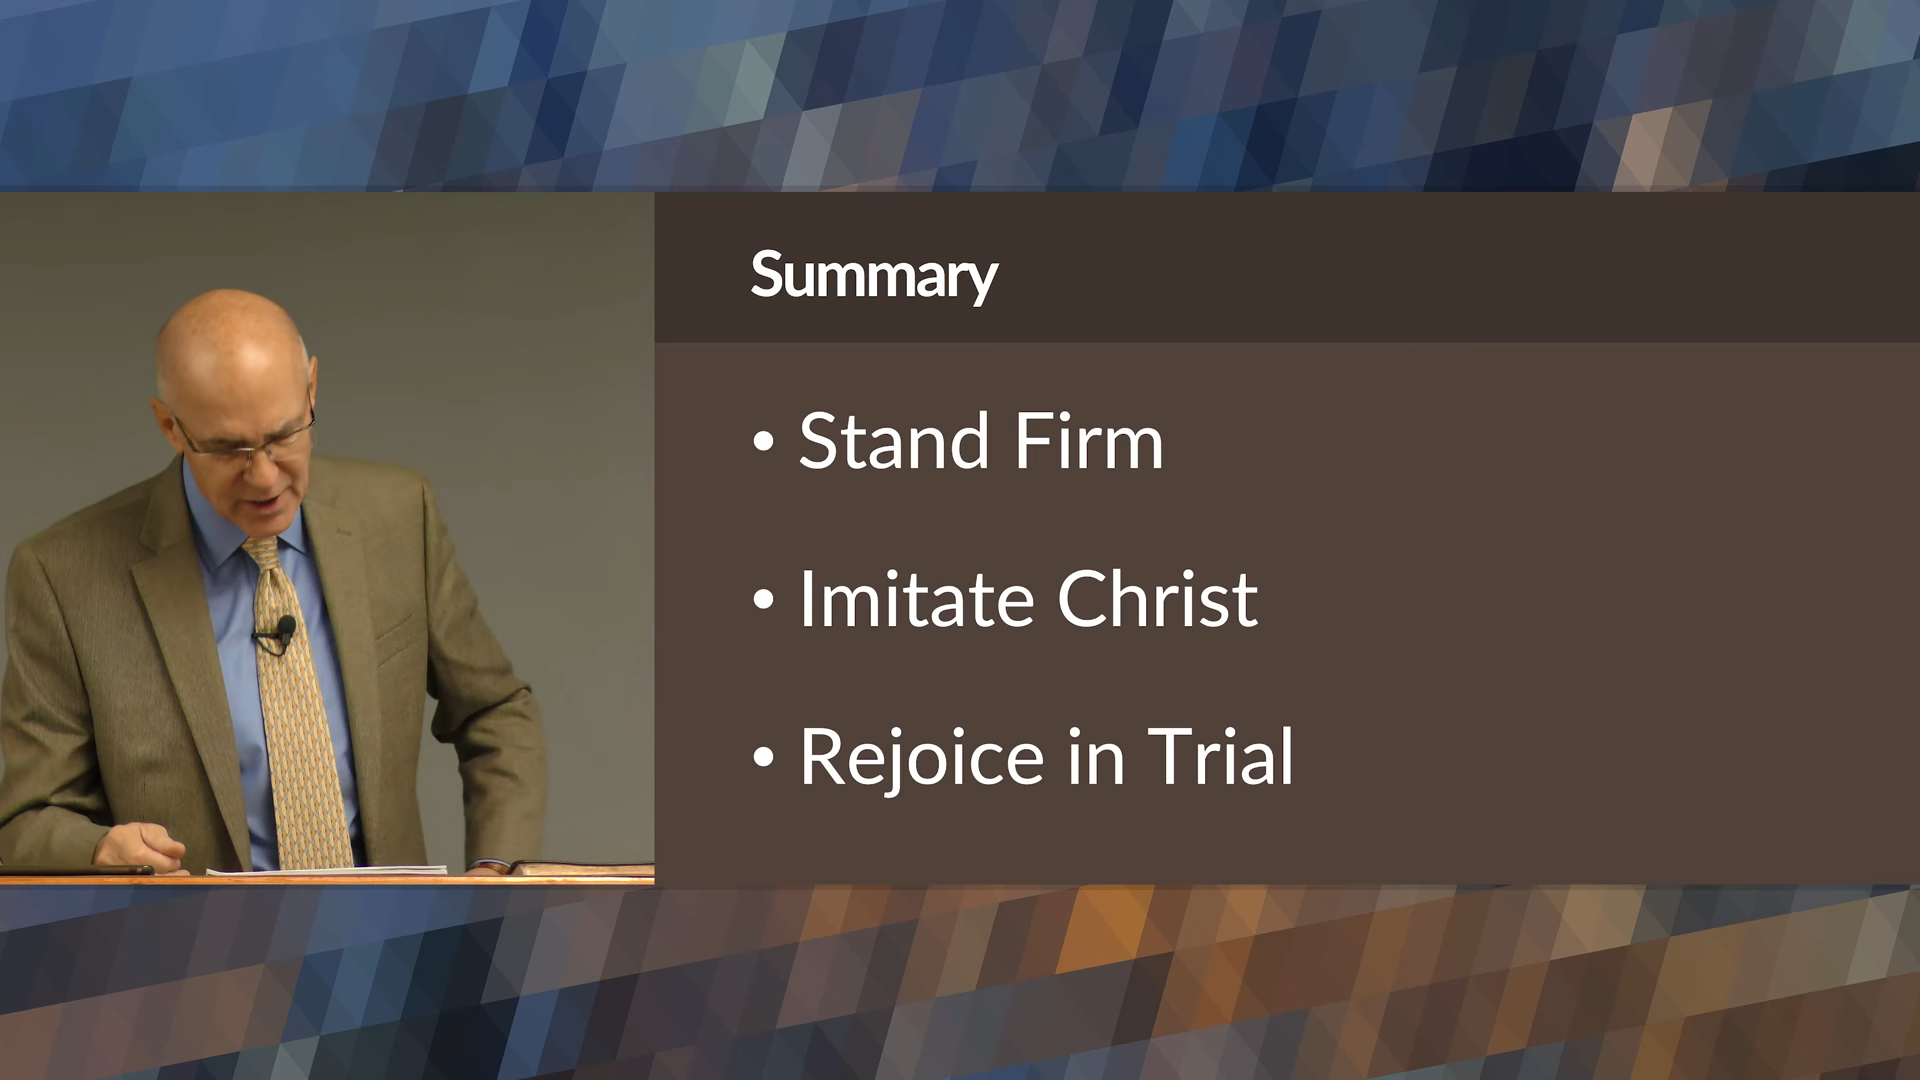 Summary
• Stand Firm
• Imitate Christ
• Rejoice in Trial